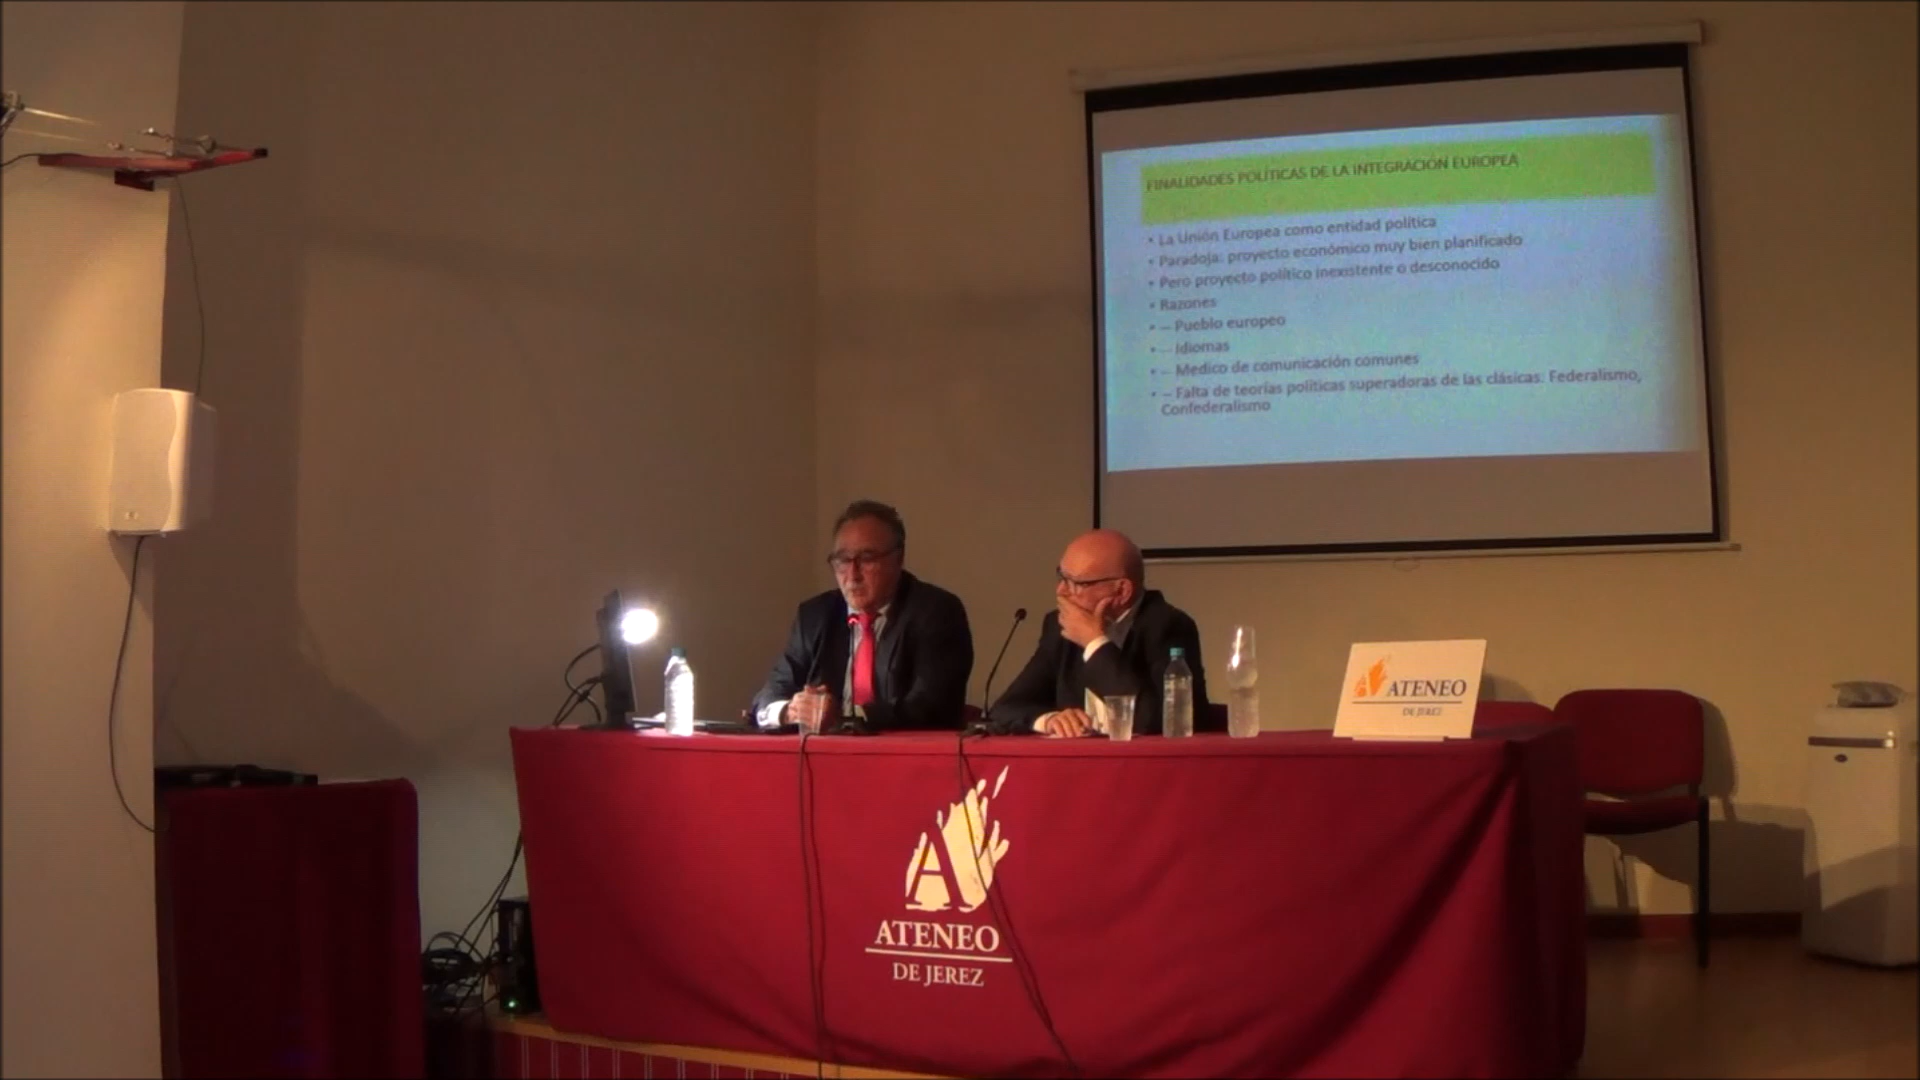 FINALIDADES POLÍTICAS DE LA INTEGRACIÓN EUROPEA
• La Unión Europea como entidad política
• Paradoja: proyecto económico muy bien planificado
• Pero proyecto político inexistente o desconocido
• Razones
• – Pueblo europeo
• – Idiomas
• – Medico de comunicación comunes
• – Falta de teorías políticas superadoras de las clásicas. Federalismo,
Confederalismo
ATENEO
DE JEREZ
A
ATENEO
DE JEREZ